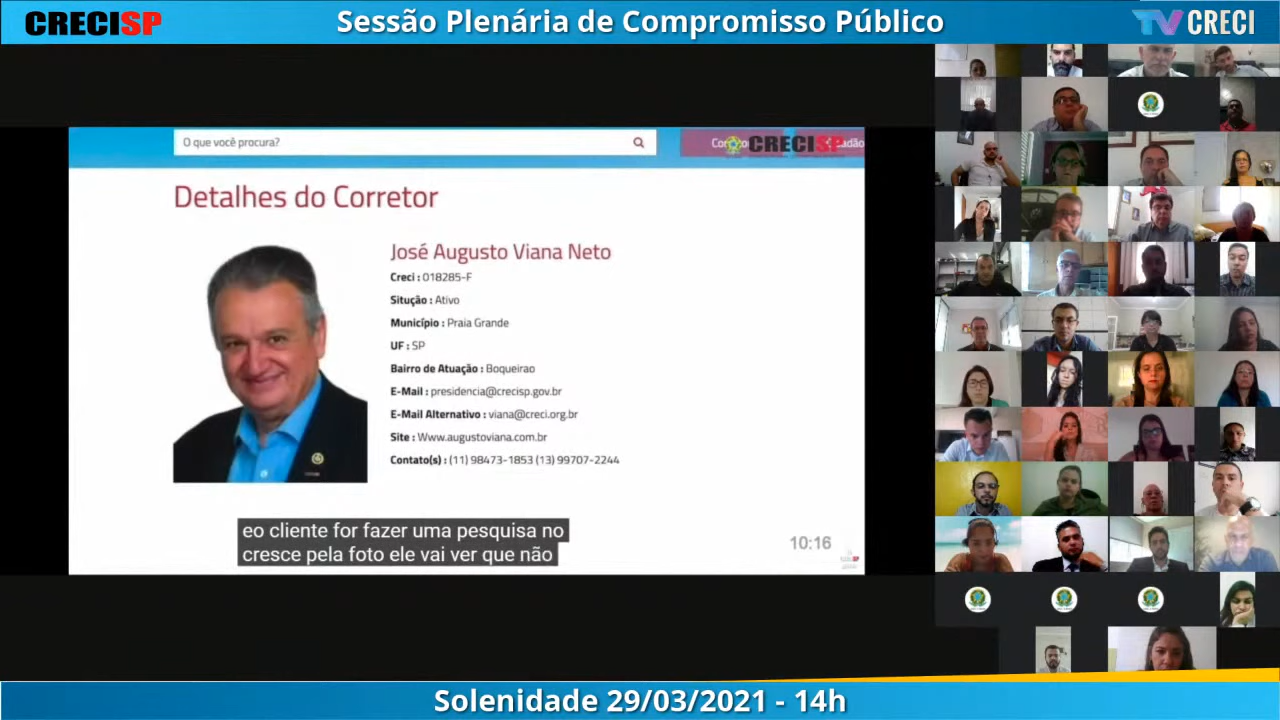 CRECISP
Sessão Plenária de Compromisso Público
TV CRECI
O que você procura?
CRECISP
Detalhes do Corretor
José Augusto Viana Neto
Creci : 018285-F
Situção : Ativo
Município : Praia Grande
UF : SP
Bairro de Atuação : Boqueirao
E-Mail : presidencia@crecisp.gov.br
E-Mail Alternativo : viana@creci.org.br
Site : Www.augustoviana.com.br
Contato(s) : (11) 98473-1853 (13) 99707-2244
eo cliente for fazer uma pesquisa no
cresce pela foto ele vai ver que não
10:16
Solenidade 29/03/2021 - 14h